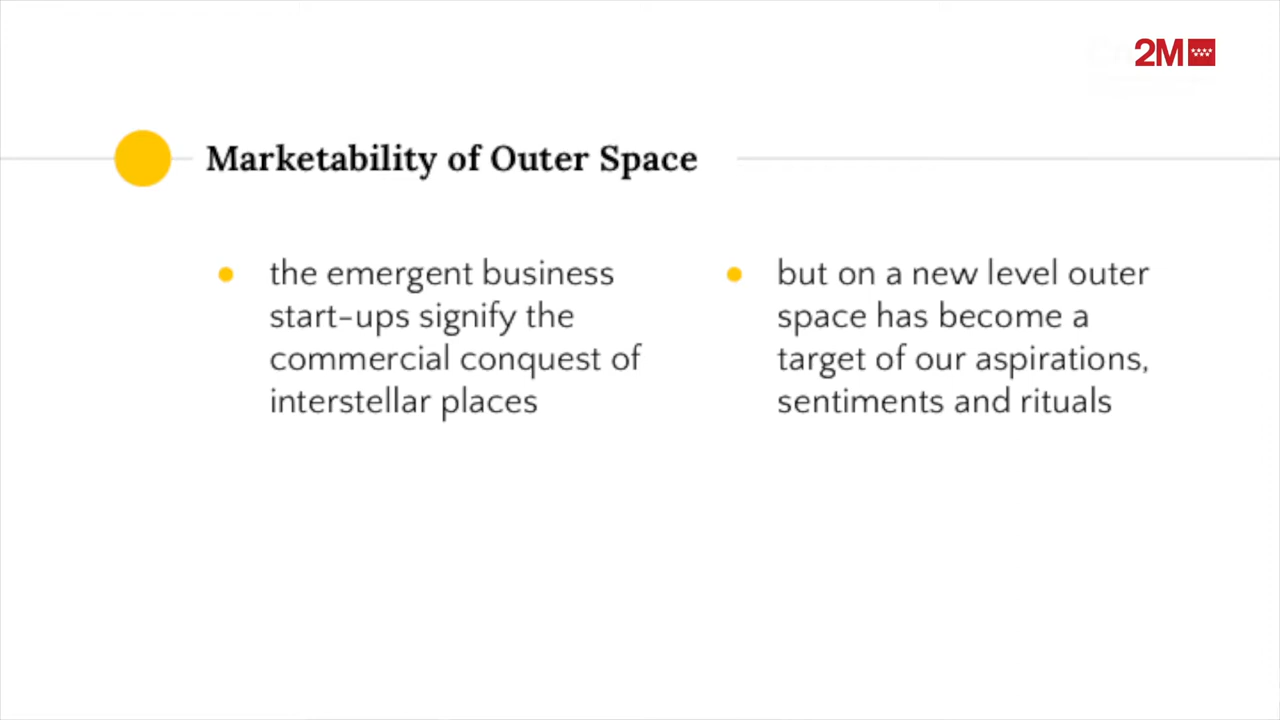 2M
Marketability of Outer Space
the emergent business
start-ups signify the
commercial conquest of
interstellar places
but on a new level outer
space has become a
target of our aspirations,
sentiments and rituals